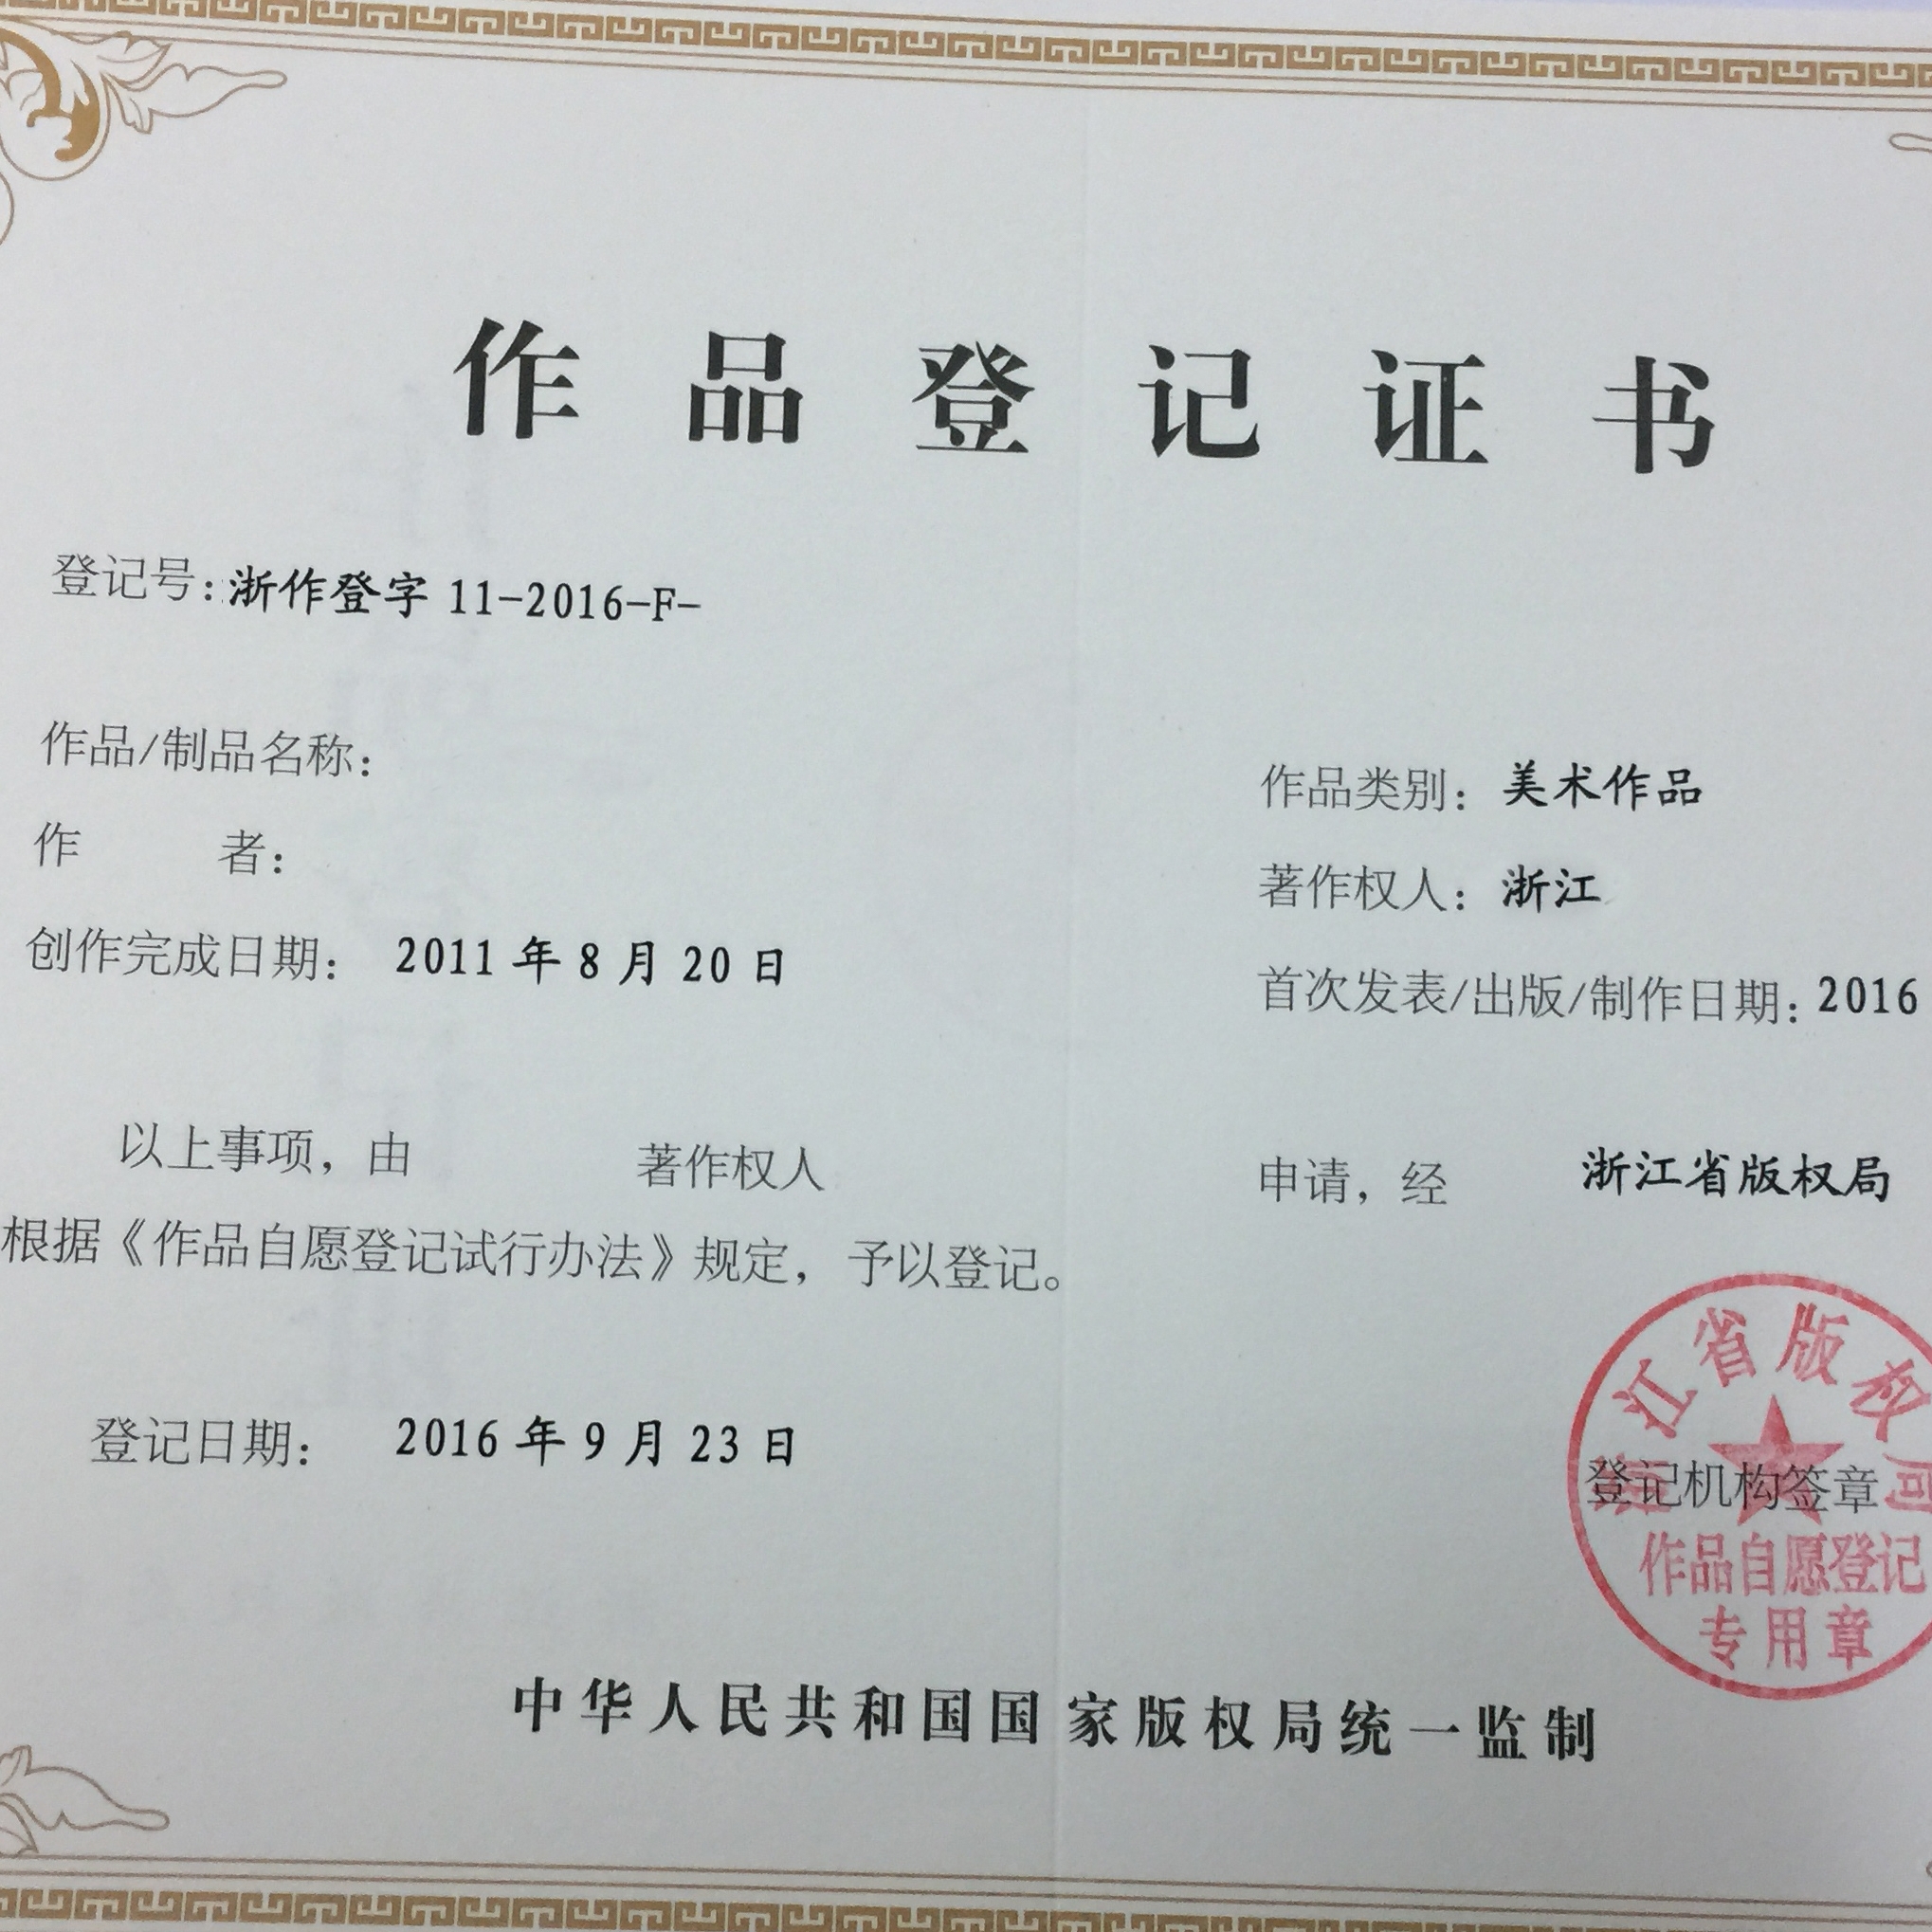 作品登记证书
登记号：浙作登字 11-2016-F-
作品/制品名称：
作品类别：美术作品
作 者：
著作权人：浙江
创作完成日期：2011 年 8 月 20 日
首次发表/出版/制作日期：2016
以上事项，由 著作权人 申请，经 浙江省版权局
根据《作品自愿登记试行办法》规定，予以登记。
登记日期：2016 年 9 月 23 日
浙江省版权局
登记机构签章
作品自愿登记
专用章
中华人民共和国国家版权局统一监制